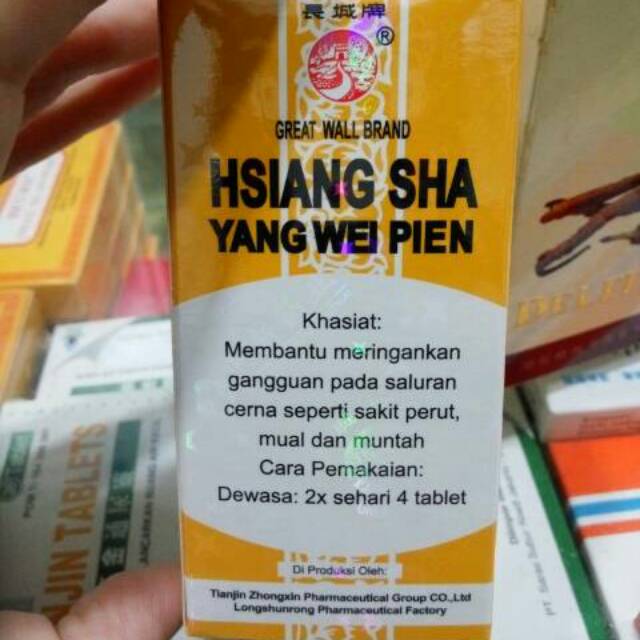 長城牌
®
GREAT WALL BRAND
HSIANG SHA
YANG WEI PIEN
Khasiat:
Membantu meringankan
gangguan pada saluran
cerna seperti sakit perut,
mual dan muntah
Cara Pemakaian:
Dewasa: 2x sehari 4 tablet
Di Produksi Oleh:
Tianjin Zhongxin Pharmaceutical Group CO.,Ltd
Longshunrong Pharmaceutical Factory
JIN TABLETS